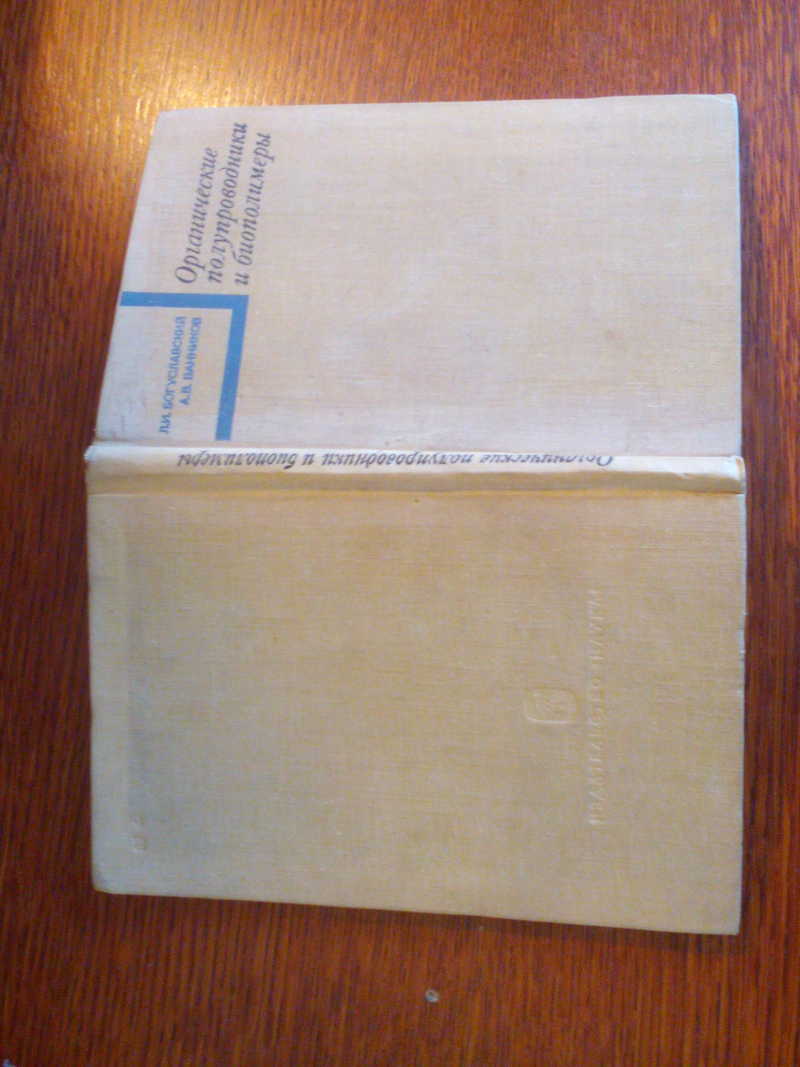 Л.И. БОГУСЛАВСКИЙ
А.В. ВАННИКОВ
Органические
полупроводники
и биополимеры
Органические полупроводники и биополимеры
ИЗДАТЕЛЬСТВО «НАУКА»